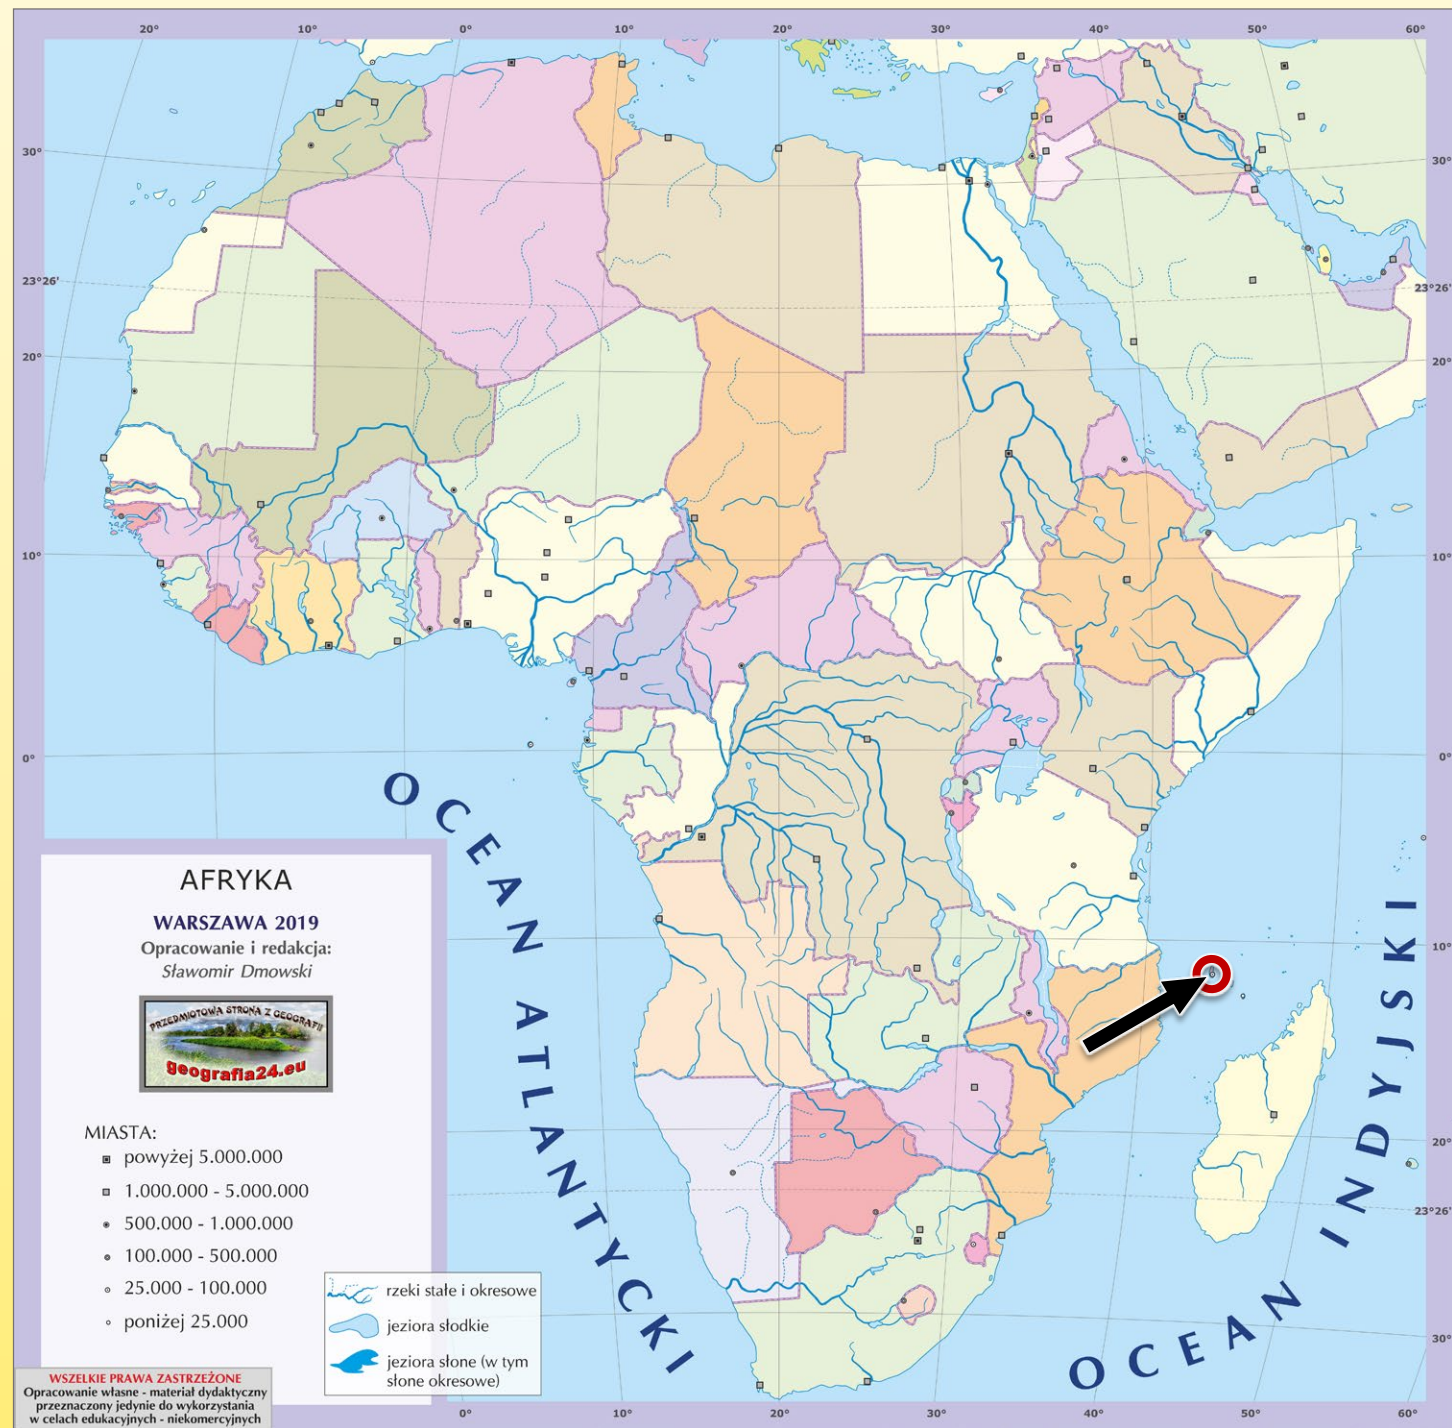 20° 10° 0° 10° 20° 30° 40° 50° 60°
30° 30°
23°26' 23°26'
20° 20°
10° 10°
0° 0°
10°
20°
23°26'
30°
OCEAN ATLANTYCKI
OCEAN INDYJSKI
AFRYKA
WARSZAWA 2019
Opracowanie i redakcja:
Sławomir Dmowski
PRZEDMIOTOWA STRONA Z GEOGRAFII
geografia24.eu
MIASTA:
powyżej 5.000.000
1.000.000 - 5.000.000
500.000 - 1.000.000
100.000 - 500.000
25.000 - 100.000
poniżej 25.000
rzeki stałe i okresowe
jeziora słodkie
jeziora słone (w tym
słone okresowe)
WSZELKIE PRAWA ZASTRZEŻONE
Opracowanie własne - materiał dydaktyczny
przeznaczony jedynie do wykorzystania
w celach edukacyjnych - niekomercyjnych
0° 10° 20° 30° 40° 50° 60°